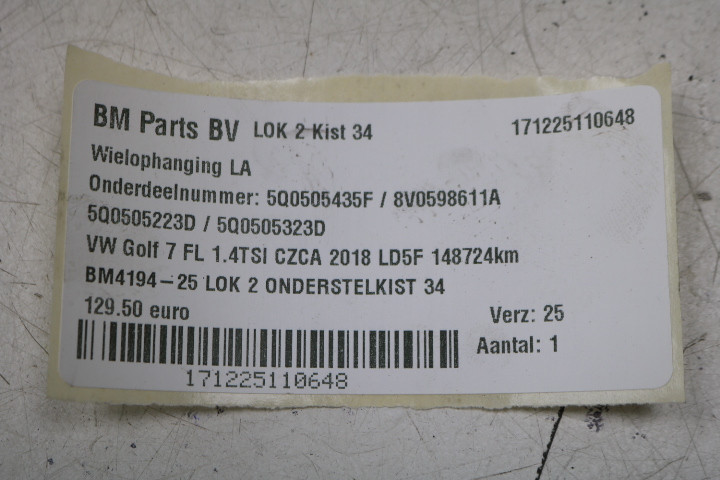 BM Parts BV LOK 2 Kist 34 171225110648
Wielophanging LA
Onderdeelnummer: 5Q0505435F / 8V0598611A
5Q0505223D / 5Q0505323D
VW Golf 7 FL 1.4TSI CZCA 2018 LD5F 148724km
BM4194-25 LOK 2 ONDERSTELKIST 34
129.50 euro Verz: 25
Aantal: 1
171225110648